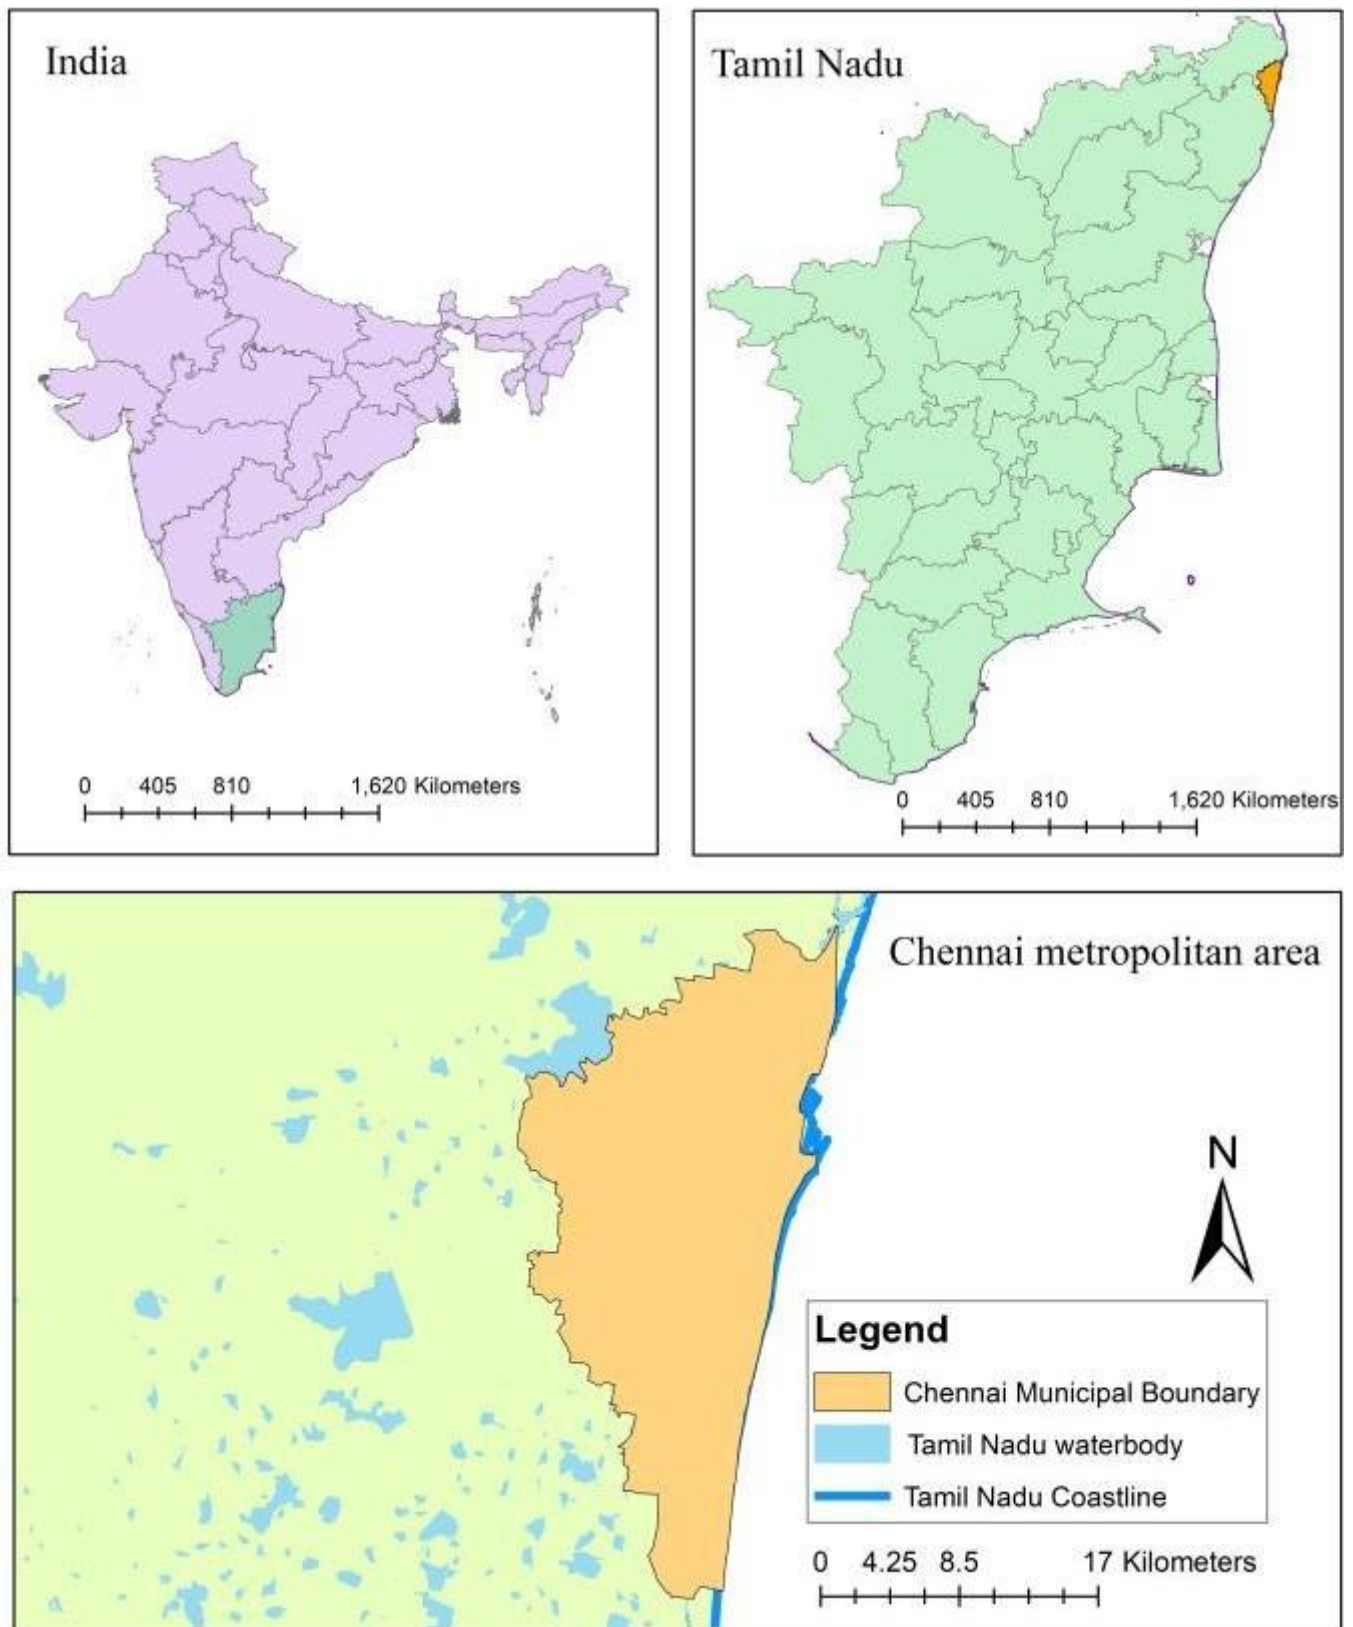 India
0 405 810 1,620 Kilometers
Tamil Nadu
0 405 810 1,620 Kilometers
Chennai metropolitan area
N
Legend
Chennai Municipal Boundary
Tamil Nadu waterbody
Tamil Nadu Coastline
0 4.25 8.5 17 Kilometers